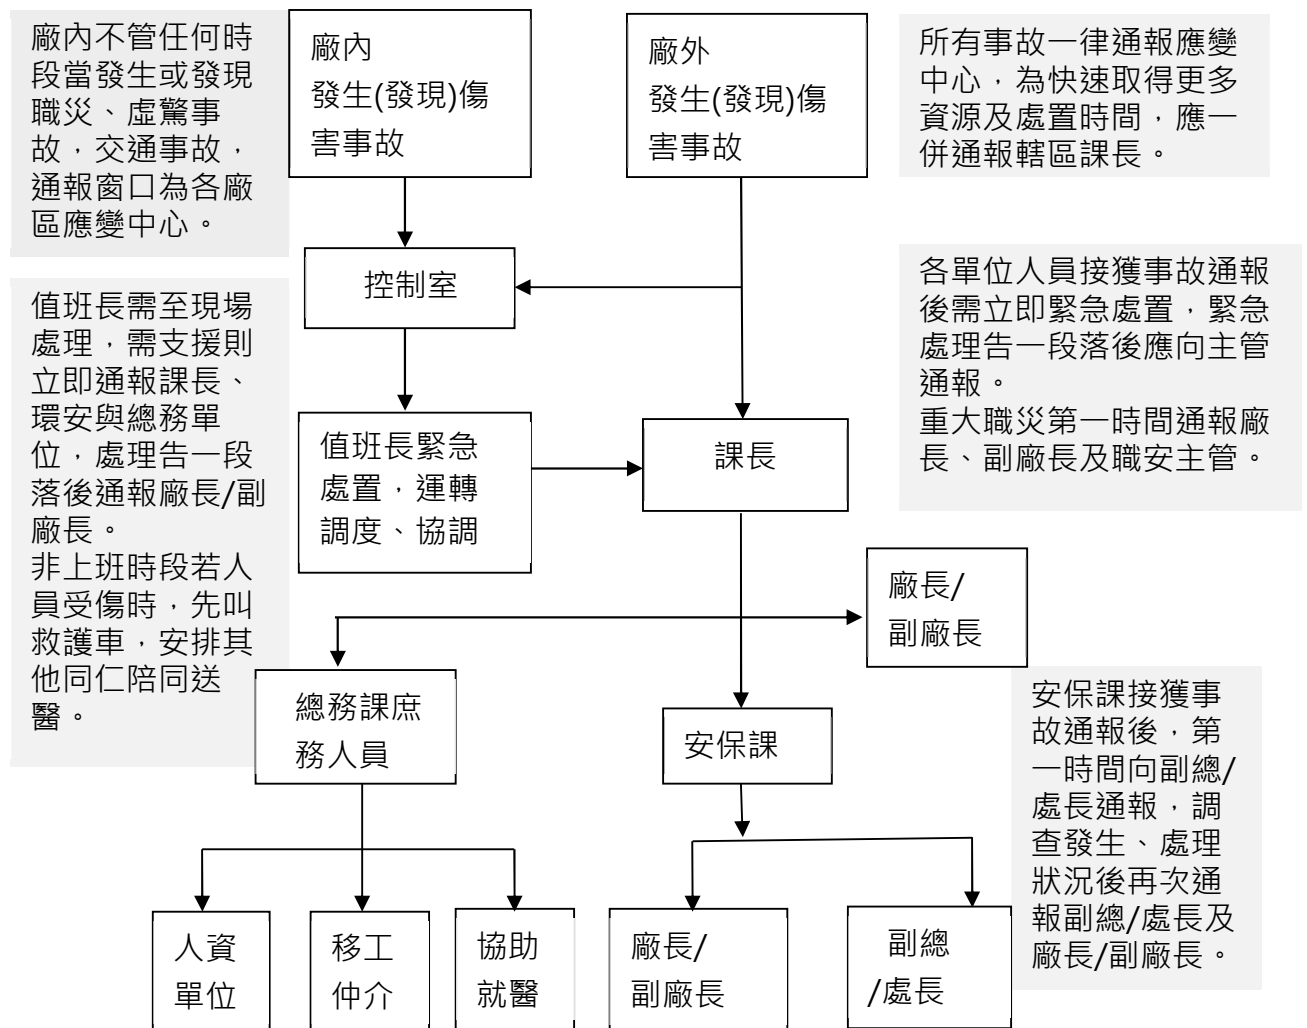 廠內不管任何時
段當發生或發現
職災、虛驚事
故，交通事故，
通報窗口為各廠
區應變中心。
廠內
發生(發現)傷
害事故
廠外
發生(發現)傷
害事故
所有事故一律通報應變
中心，為快速取得更多
資源及處置時間，應一
併通報轄區課長。
控制室
各單位人員接獲事故通報
後需立即緊急處置，緊急
處理告一段落後應向主管
通報。
重大職災第一時間通報廠
長、副廠長及職安主管。
值班長需至現場
處理，需支援則
立即通報課長、
環安與總務單
位，處理告一段
落後通報廠長/副
廠長。
非上班時段若人
員受傷時，先叫
救護車，安排其
他同仁陪同送
醫。
值班長緊急
處置，運轉
調度、協調
課長
廠長/
副廠長
總務課庶
務人員
安保課
安保課接獲事
故通報後，第
一時間向副總/
處長通報，調
查發生、處理
狀況後再次通
報副總/處長及
廠長/副廠長。
人資
單位
移工
仲介
協助
就醫
廠長/
副廠長
副總
/處長